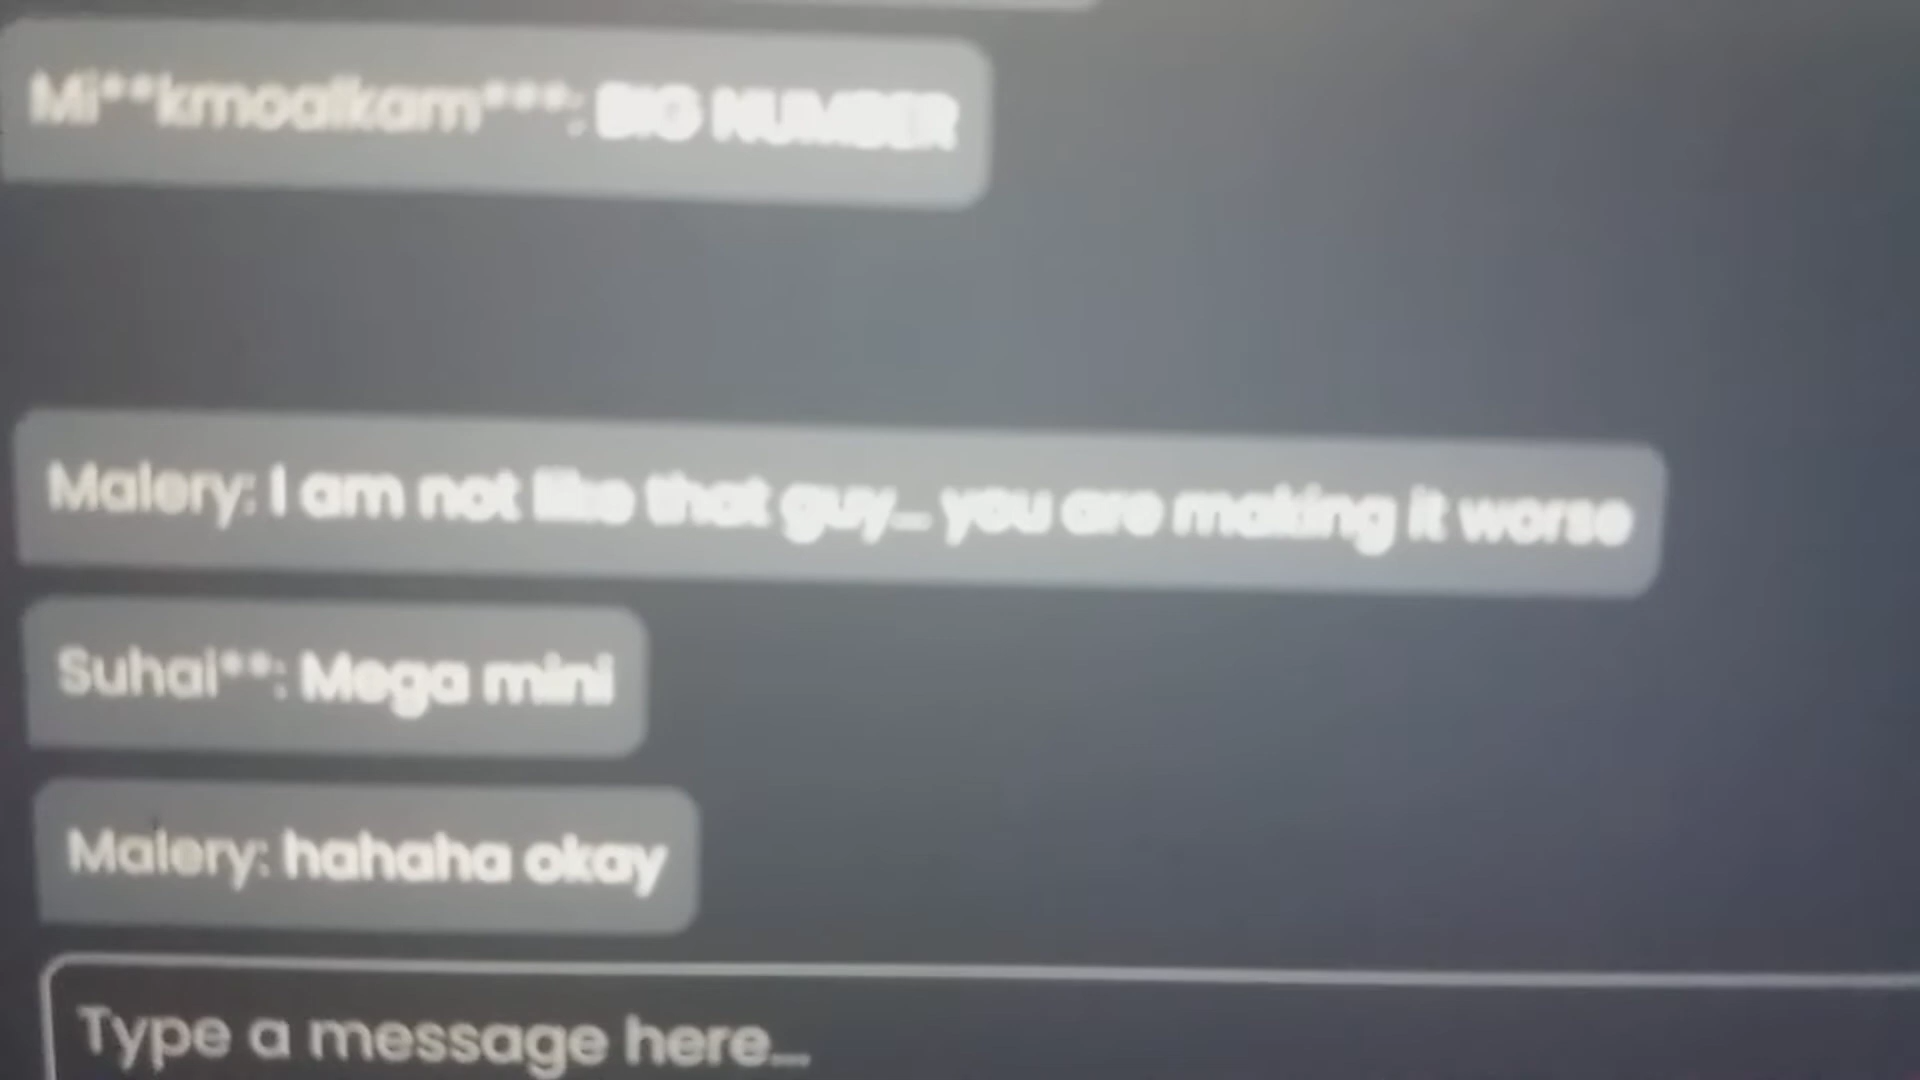 Mi**kmoalkam***: BIG NUMBER
Malery: I am not like that guy... you are making it worse
Suhai**: Mega mini
Malery: hahaha okay
Type a message here...